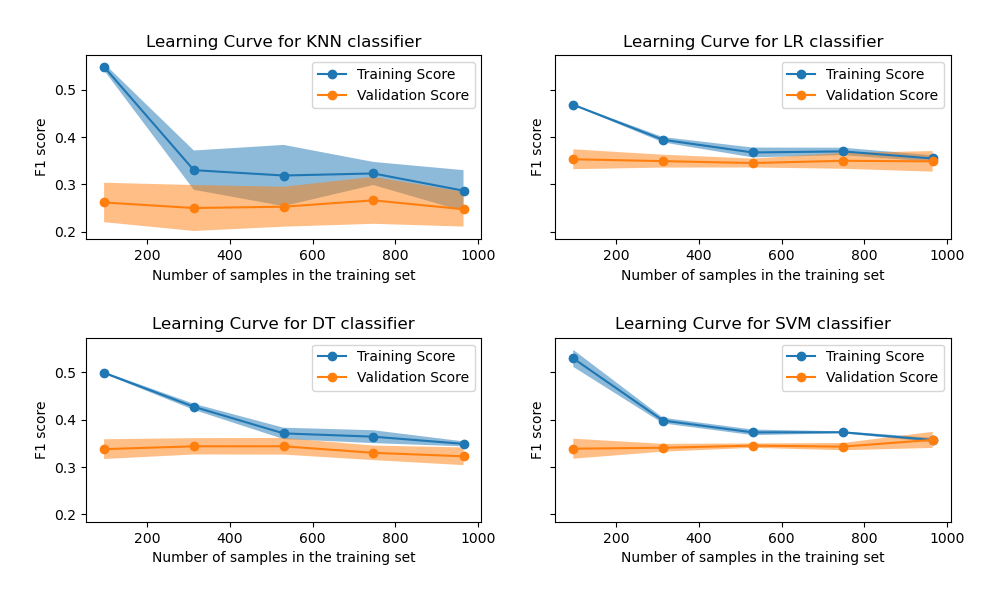 Learning Curve for KNN classifier
Training Score
Validation Score
F1 score
0.5
0.4
0.3
0.2
200
400
600
800
1000
Number of samples in the training set
Learning Curve for LR classifier
Training Score
Validation Score
F1 score
200
400
600
800
1000
Number of samples in the training set
Learning Curve for DT classifier
Training Score
Validation Score
F1 score
0.5
0.4
0.3
0.2
200
400
600
800
1000
Number of samples in the training set
Learning Curve for SVM classifier
Training Score
Validation Score
F1 score
200
400
600
800
1000
Number of samples in the training set